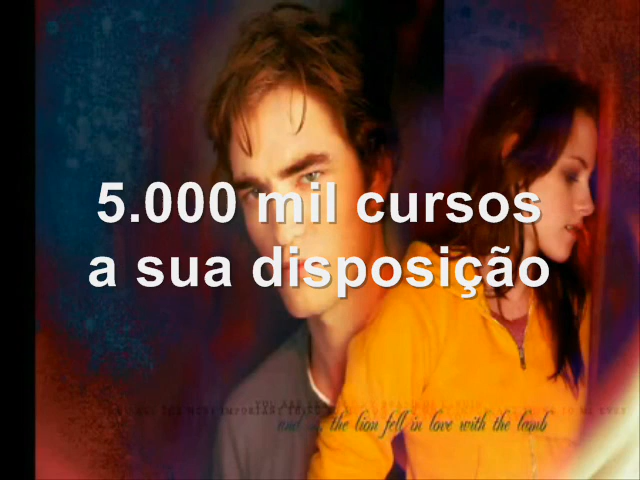 5.000 mil cursos
a sua disposição
and so, the lion fell in love with the lamb